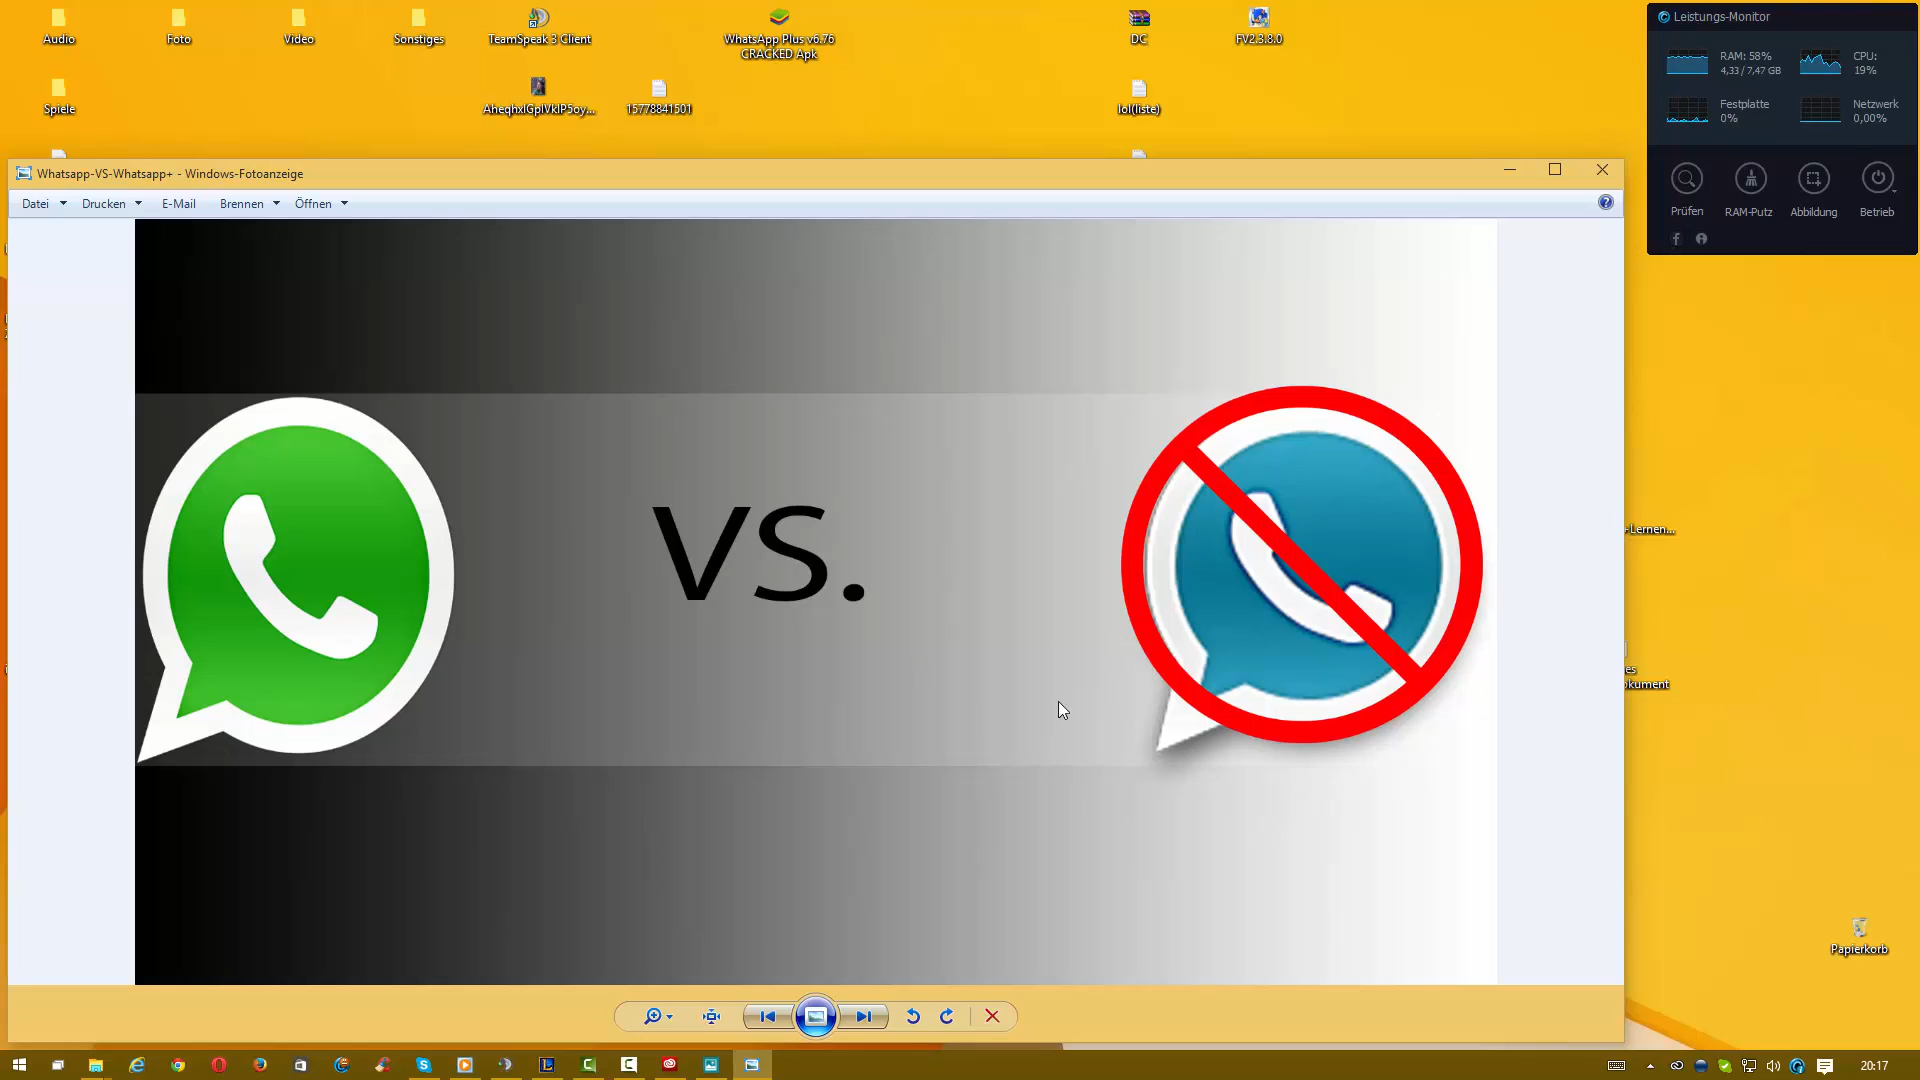 Audio
Foto
Video
Sonstiges
TeamSpeak 3 Client
WhatsApp Plus v6.76
CRACKED Apk
DC
FV2.3.8.0
Spiele
15778841501
lol(liste)
Leistungs-Monitor
RAM: 58%
4,33 / 7,47 GB
CPU:
19%
Festplatte
0%
Netzwerk
0,00%
Prüfen
RAM-Putz
Abbildung
Betrieb
Whatsapp-VS-Whatsapp+ - Windows-Fotoanzeige
Datei
Drucken
E-Mail
Brennen
Öffnen
VS.
Lernen...
Papierkorb
20:17